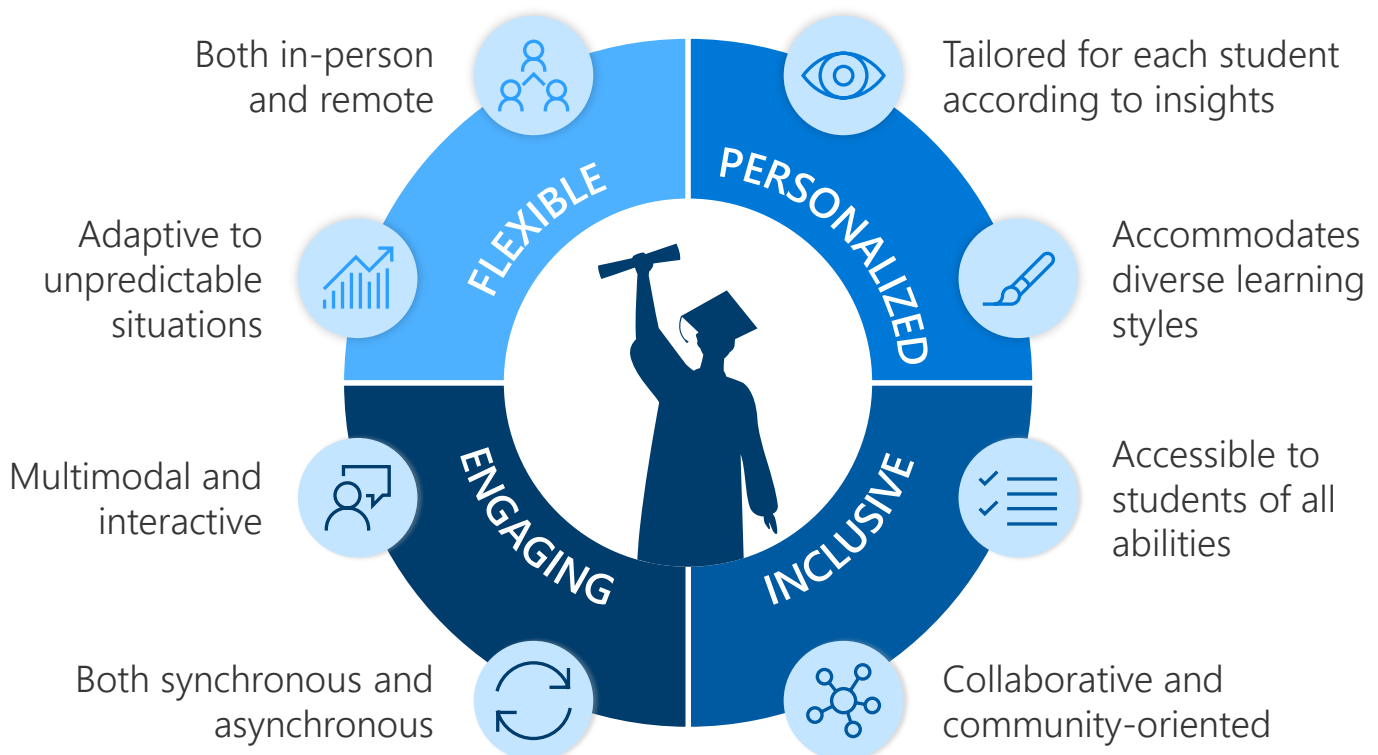 Both in-person
and remote
Tailored for each student
according to insights
FLEXIBLE
PERSONALIZED
Adaptive to
unpredictable
situations
Accommodates
diverse learning
styles
Multimodal and
interactive
ENGAGING
INCLUSIVE
Accessible to
students of all
abilities
Both synchronous and
asynchronous
Collaborative and
community-oriented